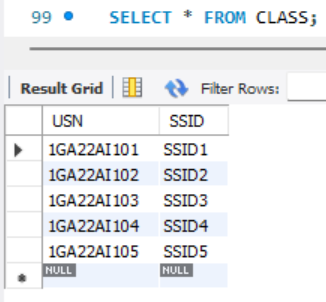 99 SELECT * FROM CLASS;
Result Grid Filter Rows:
USN SSID
1GA22AI101 SSID1
1GA22AI102 SSID2
1GA22AI103 SSID3
1GA22AI104 SSID4
1GA22AI105 SSID5
NULL NULL